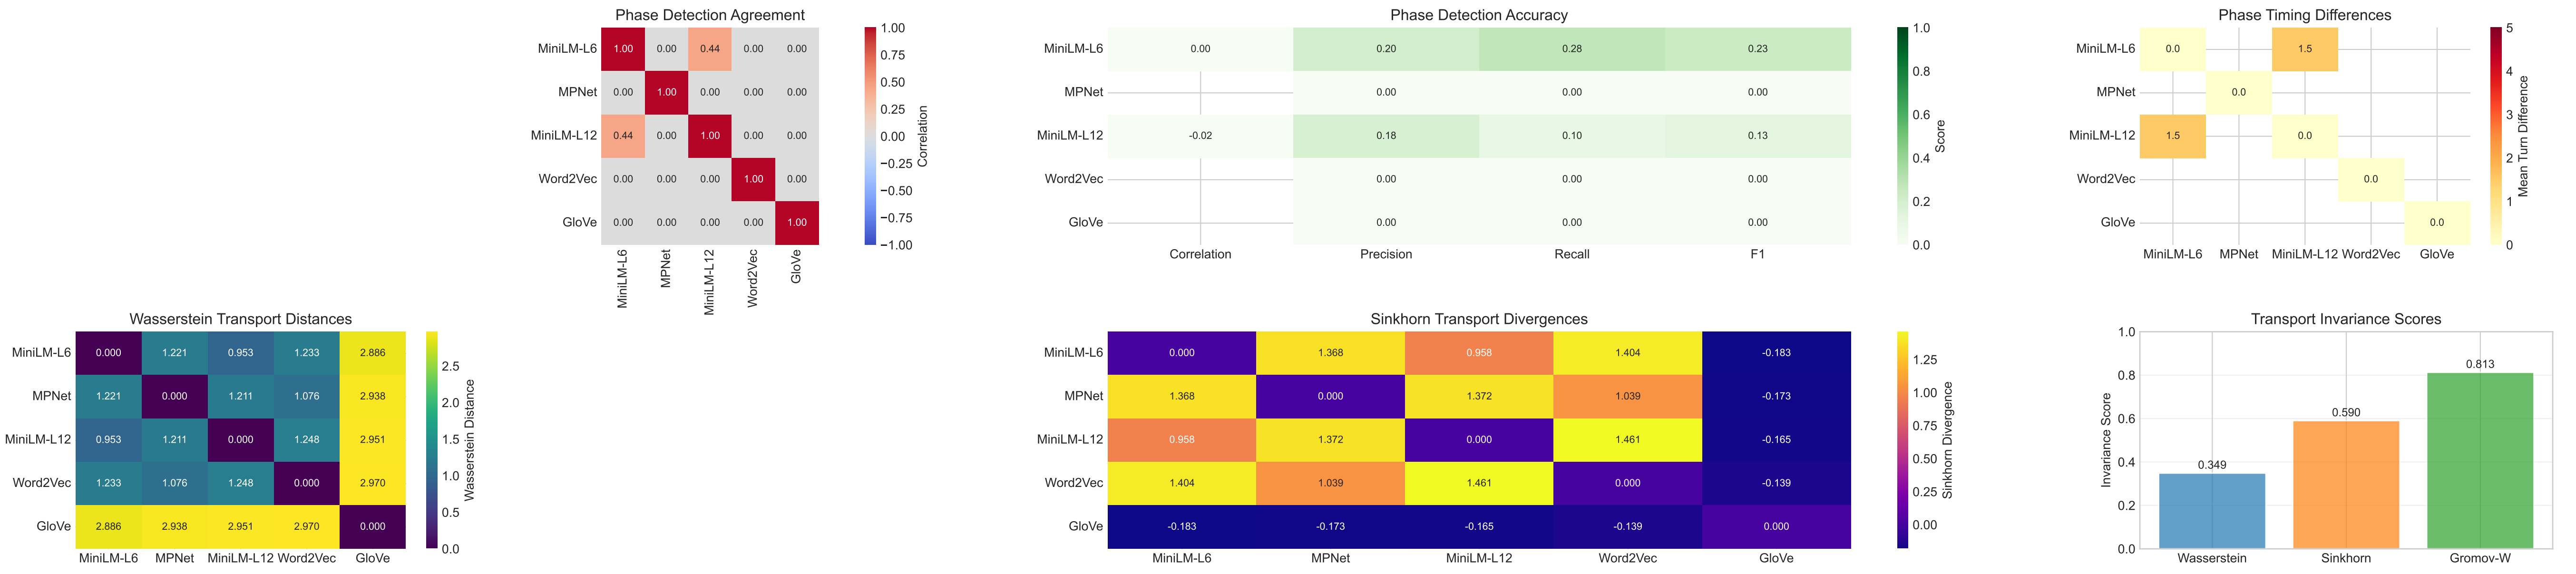 Phase Detection Agreement
MiniLM-L6 1.00 0.00 0.44 0.00 0.00
MPNet 0.00 1.00 0.00 0.00 0.00
MiniLM-L12 0.44 0.00 1.00 0.00 0.00
Word2Vec 0.00 0.00 0.00 1.00 0.00
GloVe 0.00 0.00 0.00 0.00 1.00
MiniLM-L6 MPNet MiniLM-L12 Word2Vec GloVe
1.00
0.75
0.50
0.25
0.00
−0.25
−0.50
−0.75
−1.00
Correlation
Phase Detection Accuracy
MiniLM-L6 0.00 0.20 0.28 0.23
MPNet 0.00 0.00 0.00
MiniLM-L12 -0.02 0.18 0.10 0.13
Word2Vec 0.00 0.00 0.00
GloVe 0.00 0.00 0.00
Correlation Precision Recall F1
1.0
0.8
0.6
0.4
0.2
0.0
Score
Phase Timing Differences
MiniLM-L6 0.0 1.5
MPNet 0.0
MiniLM-L12 1.5 0.0
Word2Vec 0.0
GloVe 0.0
MiniLM-L6 MPNet MiniLM-L12 Word2Vec GloVe
5
4
3
2
1
0
Mean Turn Difference
Wasserstein Transport Distances
MiniLM-L6 0.000 1.221 0.953 1.233 2.886
MPNet 1.221 0.000 1.211 1.076 2.938
MiniLM-L12 0.953 1.211 0.000 1.248 2.951
Word2Vec 1.233 1.076 1.248 0.000 2.970
GloVe 2.886 2.938 2.951 2.970 0.000
MiniLM-L6 MPNet MiniLM-L12 Word2Vec GloVe
2.5
2.0
1.5
1.0
0.5
0.0
Wasserstein Distance
Sinkhorn Transport Divergences
MiniLM-L6 0.000 1.368 0.958 1.404 -0.183
MPNet 1.368 0.000 1.372 1.039 -0.173
MiniLM-L12 0.958 1.372 0.000 1.461 -0.165
Word2Vec 1.404 1.039 1.461 0.000 -0.139
GloVe -0.183 -0.173 -0.165 -0.139 0.000
MiniLM-L6 MPNet MiniLM-L12 Word2Vec GloVe
1.25
1.00
0.75
0.50
0.25
0.00
Sinkhorn Divergence
Transport Invariance Scores
1.0
0.8
0.6
0.4
0.2
0.0
Invariance Score
0.349
0.590
0.813
Wasserstein Sinkhorn Gromov-W